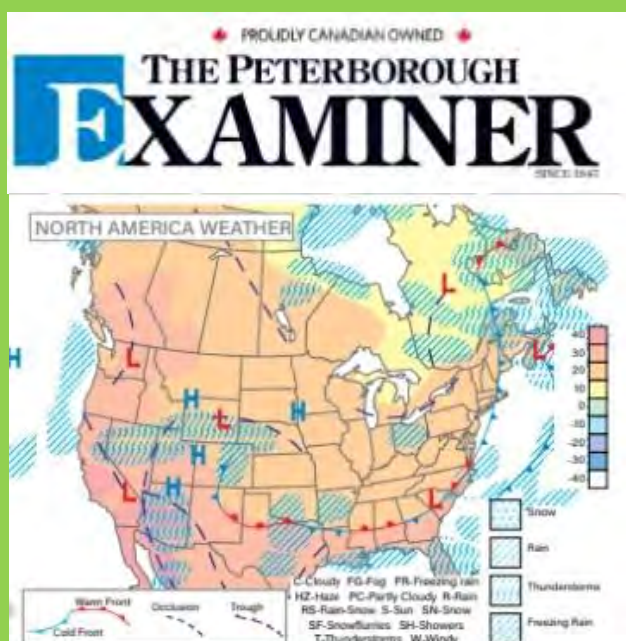 PROUDLY CANADIAN OWNED
THE PETERBOROUGH
EXAMINER
SINCE 1847
NORTH AMERICA WEATHER
L
L
L
H
L
H
H
L
H
H
L
L
40
30
20
10
0
-10
-20
-30
-40
Snow
Rain
Thunderstorms
Freezing Rain
C-Cloudy FG-Fog FR-Freezing rain
HZ-Haze PC-Partly Cloudy R-Rain
RS-Rain-Snow S-Sun SN-Snow
SF-Snowflurries SH-Showers
T-Thunderstorms W-Windy
Warm Front
Occlusion
Trough
Cold Front